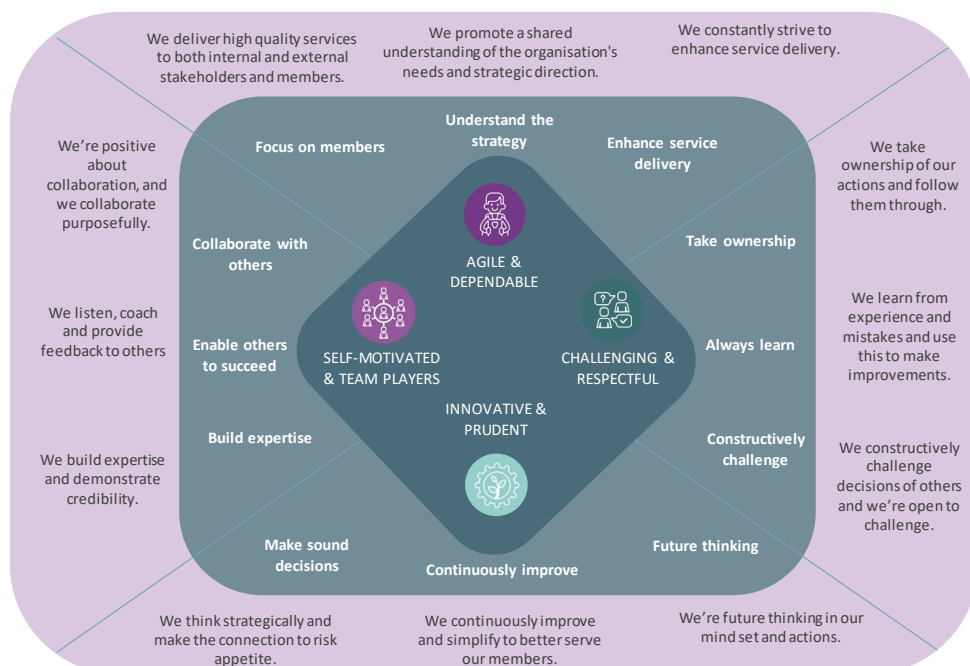 We deliver high quality services
to both internal and external
stakeholders and members.
We promote a shared
understanding of the organisation's
needs and strategic direction.
We constantly strive to
enhance service delivery.
Focus on members
Understand the
strategy
Enhance service
delivery
We're positive
about
collaboration, and
we collaborate
purposefully.
Collaborate with
others
AGILE &
DEPENDABLE
Take ownership
We take
ownership of our
actions and follow
them through.
We listen, coach
and provide
feedback to others
Enable others
to succeed
SELF-MOTIVATED
& TEAM PLAYERS
CHALLENGING &
RESPECTFUL
Always learn
We learn from
experience and
mistakes and use
this to make
improvements.
INNOVATIVE &
PRUDENT
We build expertise
and demonstrate
credibility.
Build expertise
Constructively
challenge
We constructively
challenge
decisions of others
and we're open to
challenge.
Make sound
decisions
Continuously improve
Future thinking
We think strategically and
make the connection to risk
appetite.
We continuously improve
and simplify to better serve
our members.
We're future thinking in our
mind set and actions.